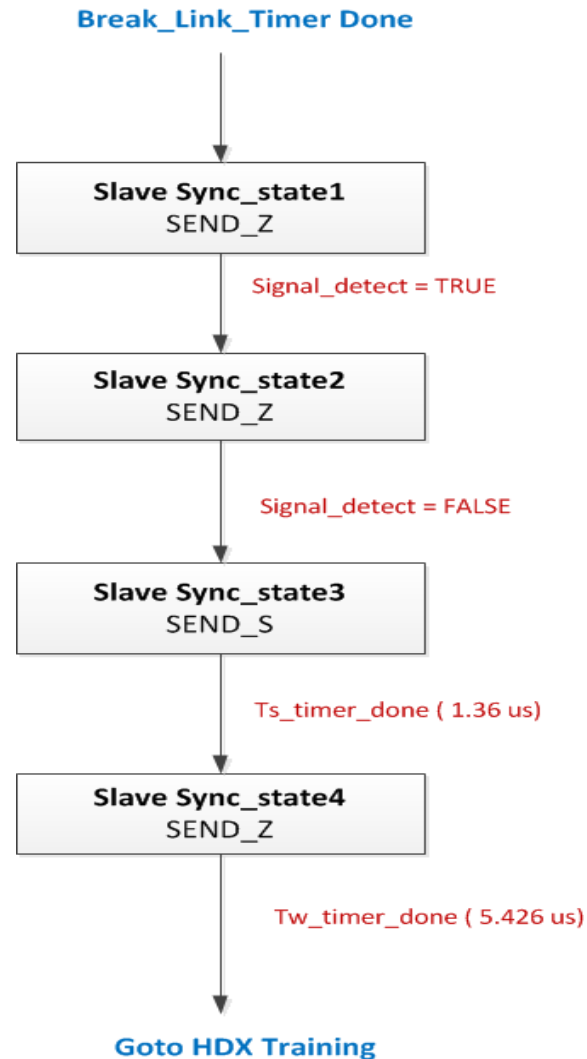 Break_Link_Timer Done
Slave Sync_state1
SEND_Z
Signal_detect = TRUE
Slave Sync_state2
SEND_Z
Signal_detect = FALSE
Slave Sync_state3
SEND_S
Ts_timer_done ( 1.36 us)
Slave Sync_state4
SEND_Z
Tw_timer_done ( 5.426 us)
Goto HDX Training